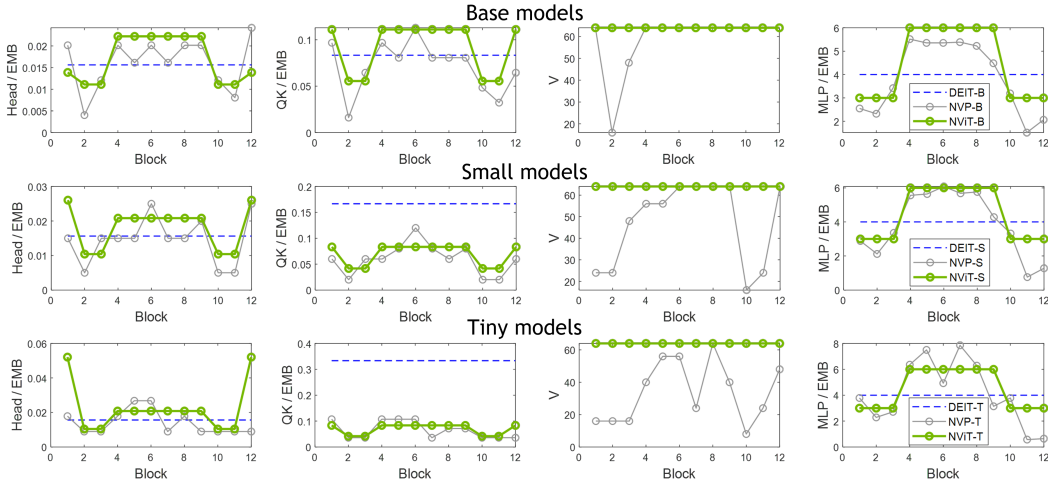 Base models
Head / EMB
0.02
0.015
0.01
0.005
0
0 2 4 6 8 10 12
Block
QK / EMB
0.1
0.05
0
0 2 4 6 8 10 12
Block
V
60
40
20
0 2 4 6 8 10 12
Block
MLP / EMB
6
5
4
3
2
0 2 4 6 8 10 12
Block
DEIT-B
NVP-B
NViT-B
Small models
Head / EMB
0.03
0.02
0.01
0
0 2 4 6 8 10 12
Block
QK / EMB
0.2
0.15
0.1
0.05
0
0 2 4 6 8 10 12
Block
V
60
40
20
0 2 4 6 8 10 12
Block
MLP / EMB
6
4
2
0
0 2 4 6 8 10 12
Block
DEIT-S
NVP-S
NViT-S
Tiny models
Head / EMB
0.06
0.04
0.02
0
0 2 4 6 8 10 12
Block
QK / EMB
0.4
0.3
0.2
0.1
0
0 2 4 6 8 10 12
Block
V
60
40
20
0
0 2 4 6 8 10 12
Block
MLP / EMB
8
6
4
2
0
0 2 4 6 8 10 12
Block
DEIT-T
NVP-T
NViT-T